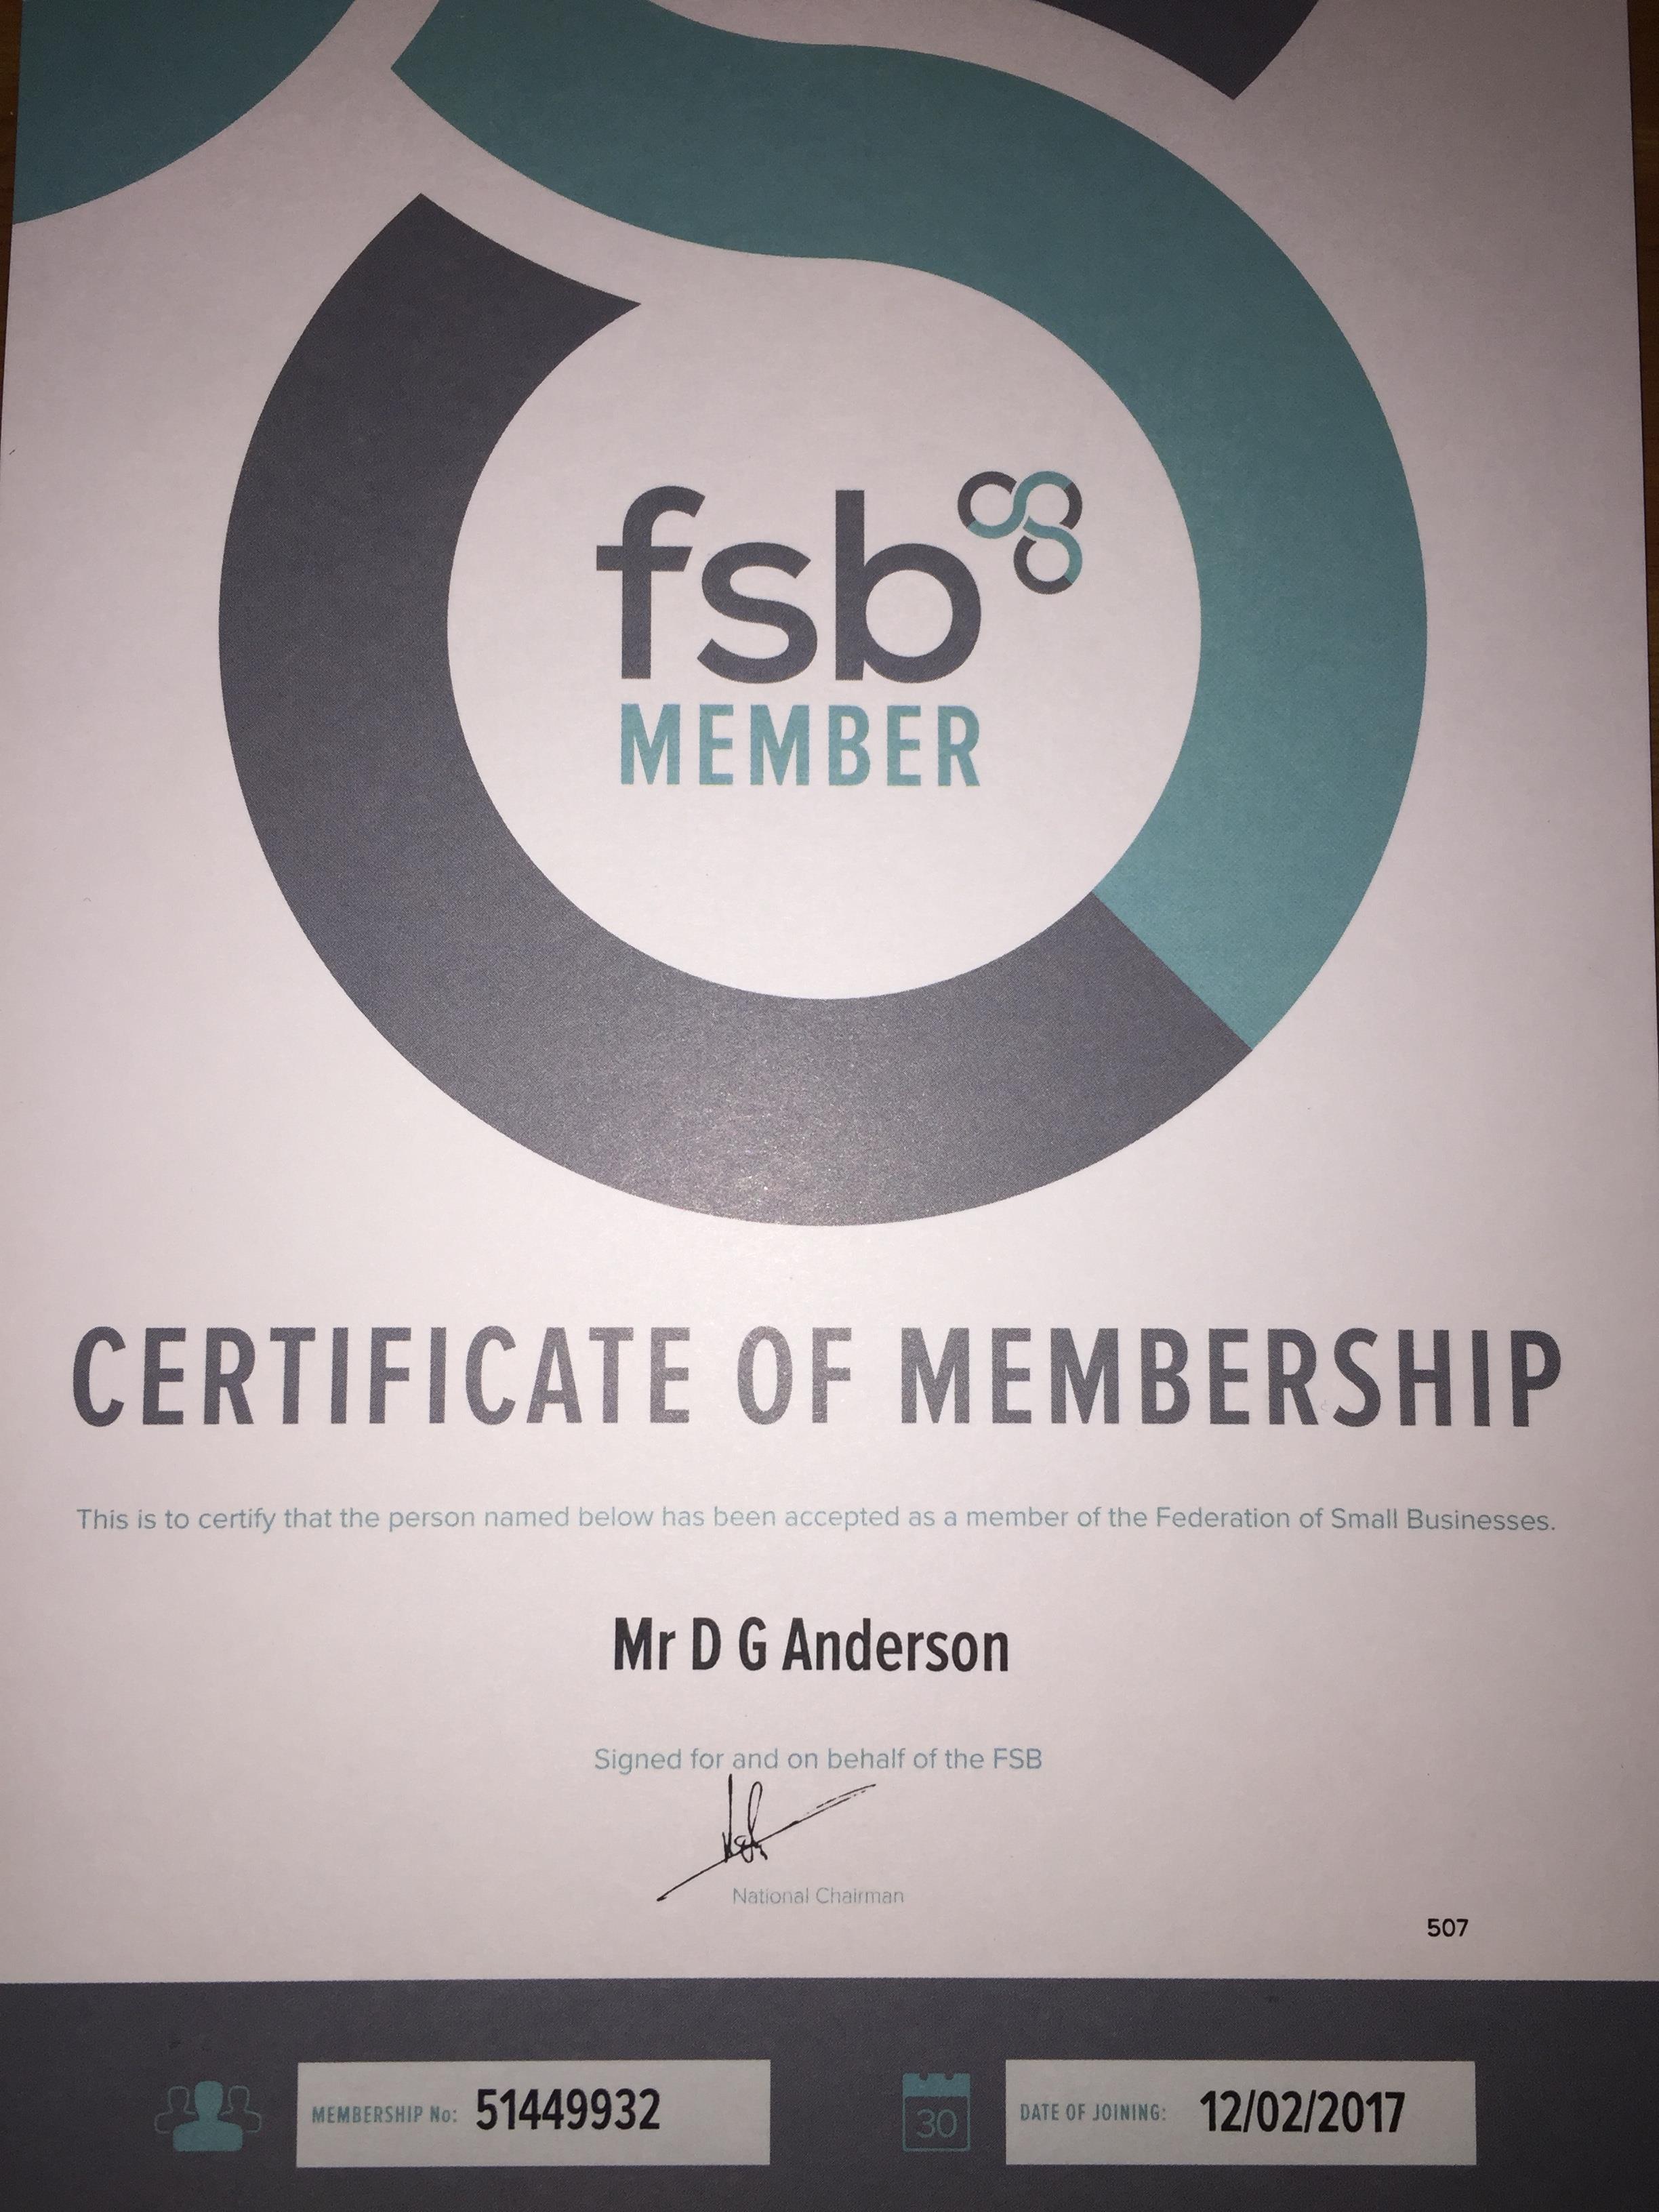 fsb
MEMBER
CERTIFICATE OF MEMBERSHIP
This is to certify that the person named below has been accepted as a member of the Federation of Small Businesses.
Mr D G Anderson
Signed for and on behalf of the FSB
National Chairman
507
MEMBERSHIP No: 51449932
30
DATE OF JOINING: 12/02/2017